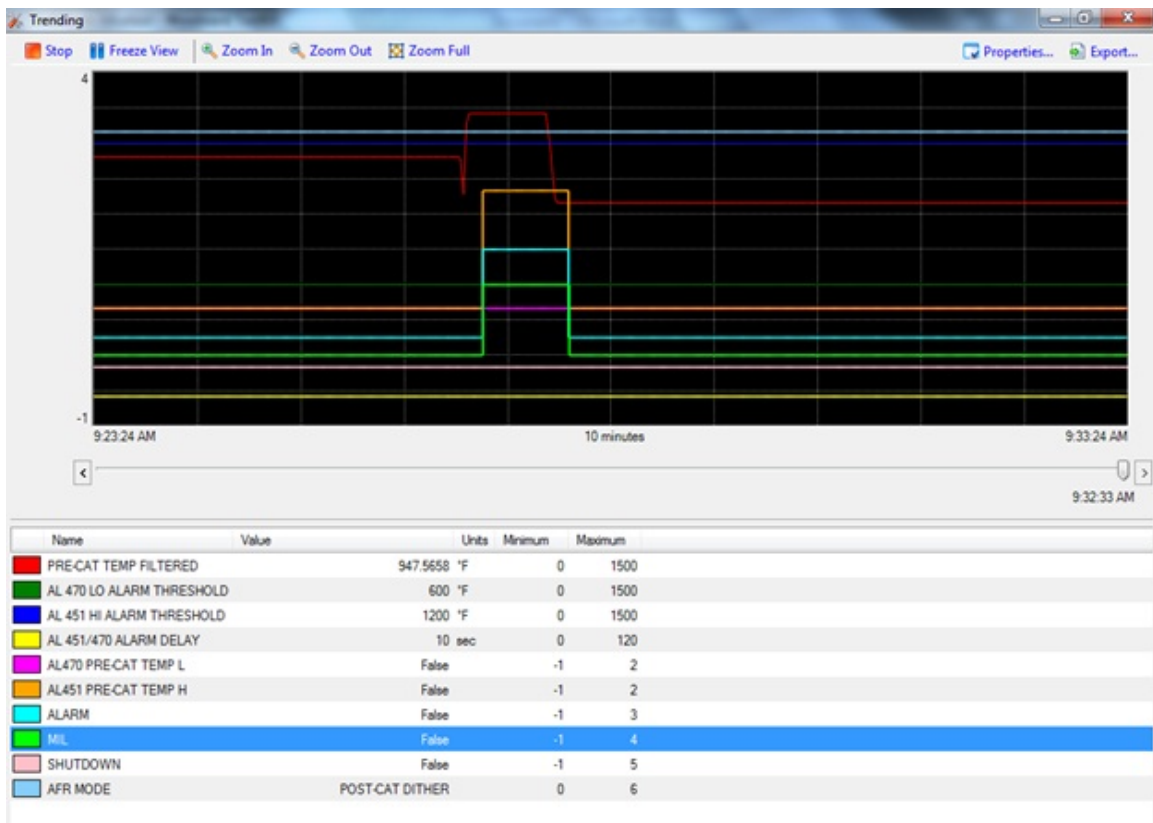 Trending
Stop Freeze View Zoom In Zoom Out Zoom Full Properties... Export...
4
-1
9:23:24 AM 10 minutes 9:33:24 AM
9:32:33 AM
Name Value Units Minimum Maximum
PRE-CAT TEMP FILTERED 947.5658 °F 0 1500
AL 470 LO ALARM THRESHOLD 600 °F 0 1500
AL 451 HI ALARM THRESHOLD 1200 °F 0 1500
AL 451/470 ALARM DELAY 10 sec 0 120
AL470 PRE-CAT TEMP L False -1 2
AL451 PRE-CAT TEMP H False -1 2
ALARM False -1 3
MIL False -1 4
SHUTDOWN False -1 5
AFR MODE POST-CAT DITHER 0 6